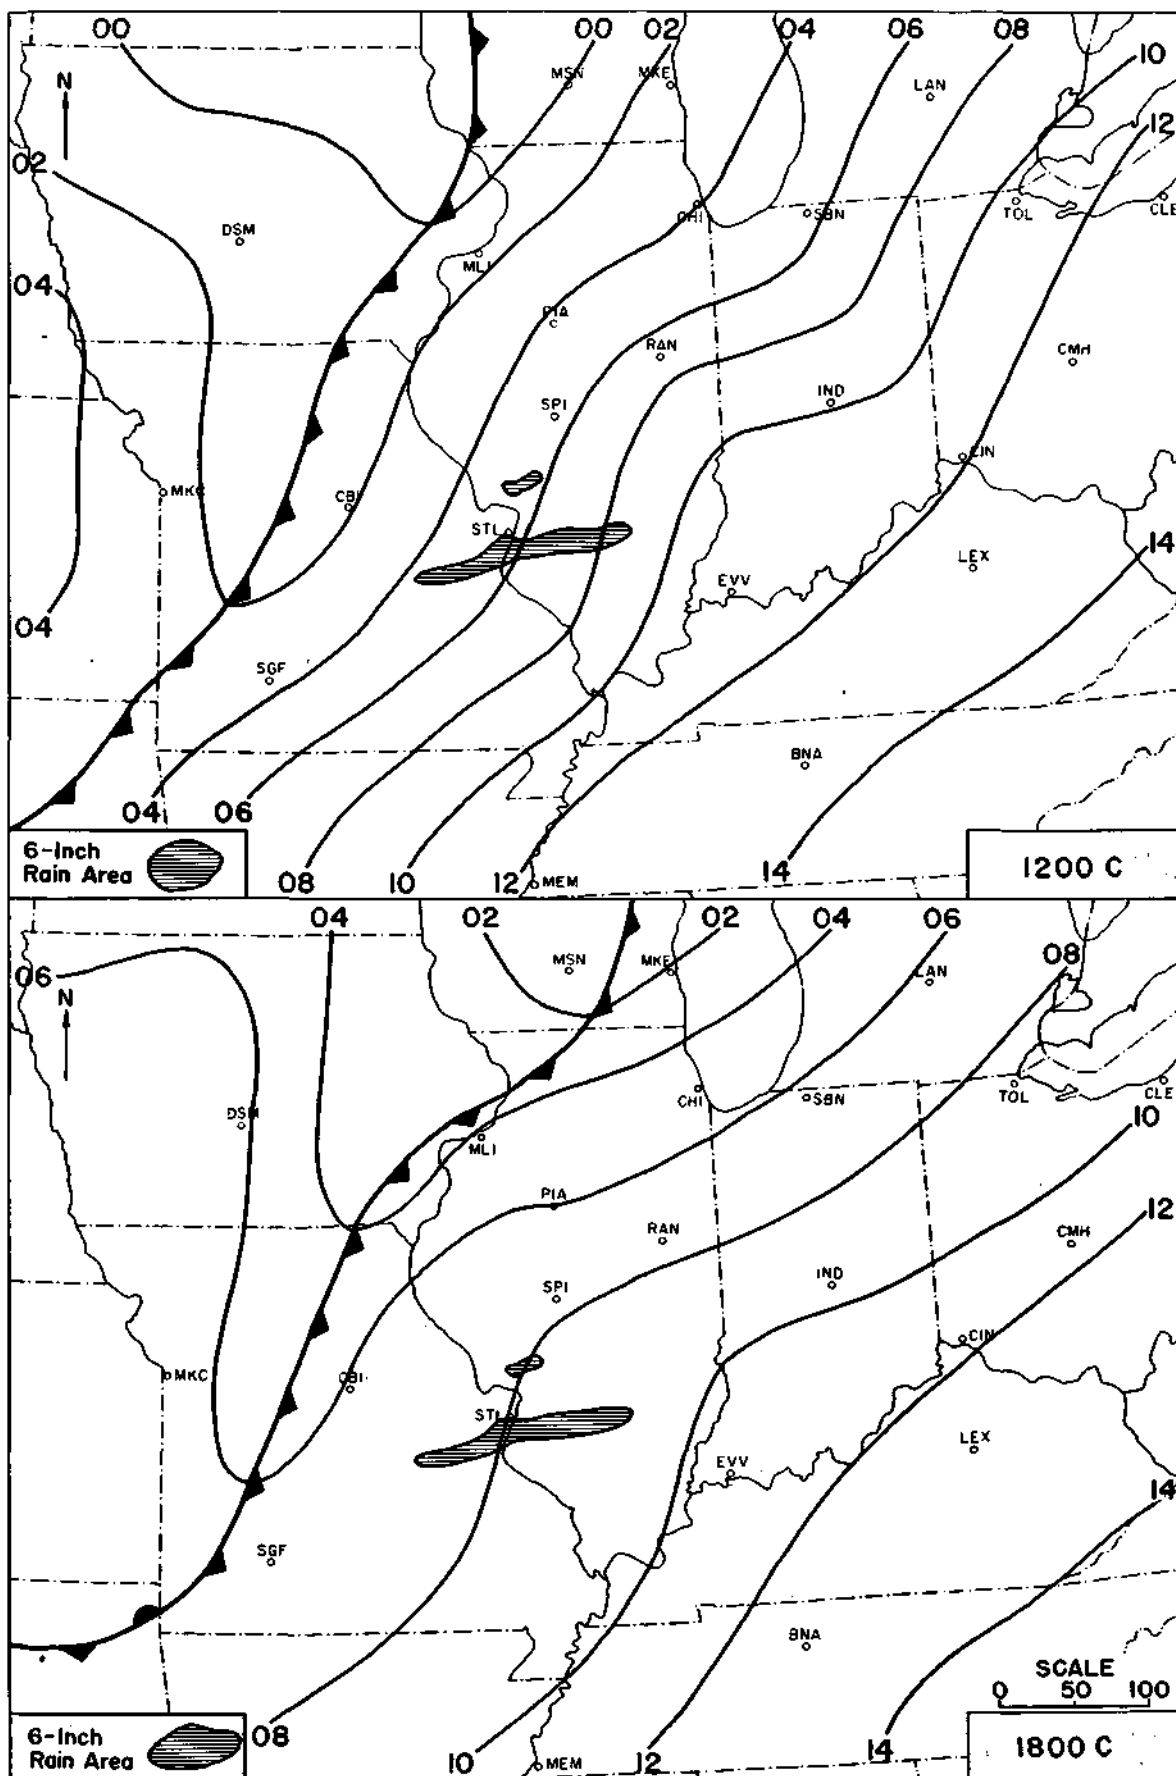 00 00 02 04 06 08
10
MSN MKE LAN
N
12
02
CHI SBN TOL CLE
DSM
MLI
04
PIA
RAN CMH
IND
SPI
CIN
MKC CBI
STL
14
LEX
EVV
04
SGF
BNA
04 06
6-Inch
Rain Area
08 10 12 MEM 14
1200 C
04 02 02 04 06
08
MSN MKE LAN
06
N
CHI SBN TOL CLE
DSM
10
MLI
PIA
12
RAN CMH
IND
SPI
CIN
MKC CBI
STL
LEX
EVV
14
SGF
BNA
SCALE
0 50 100
08
6-Inch
Rain Area
10 MEM 12 14
1800 C